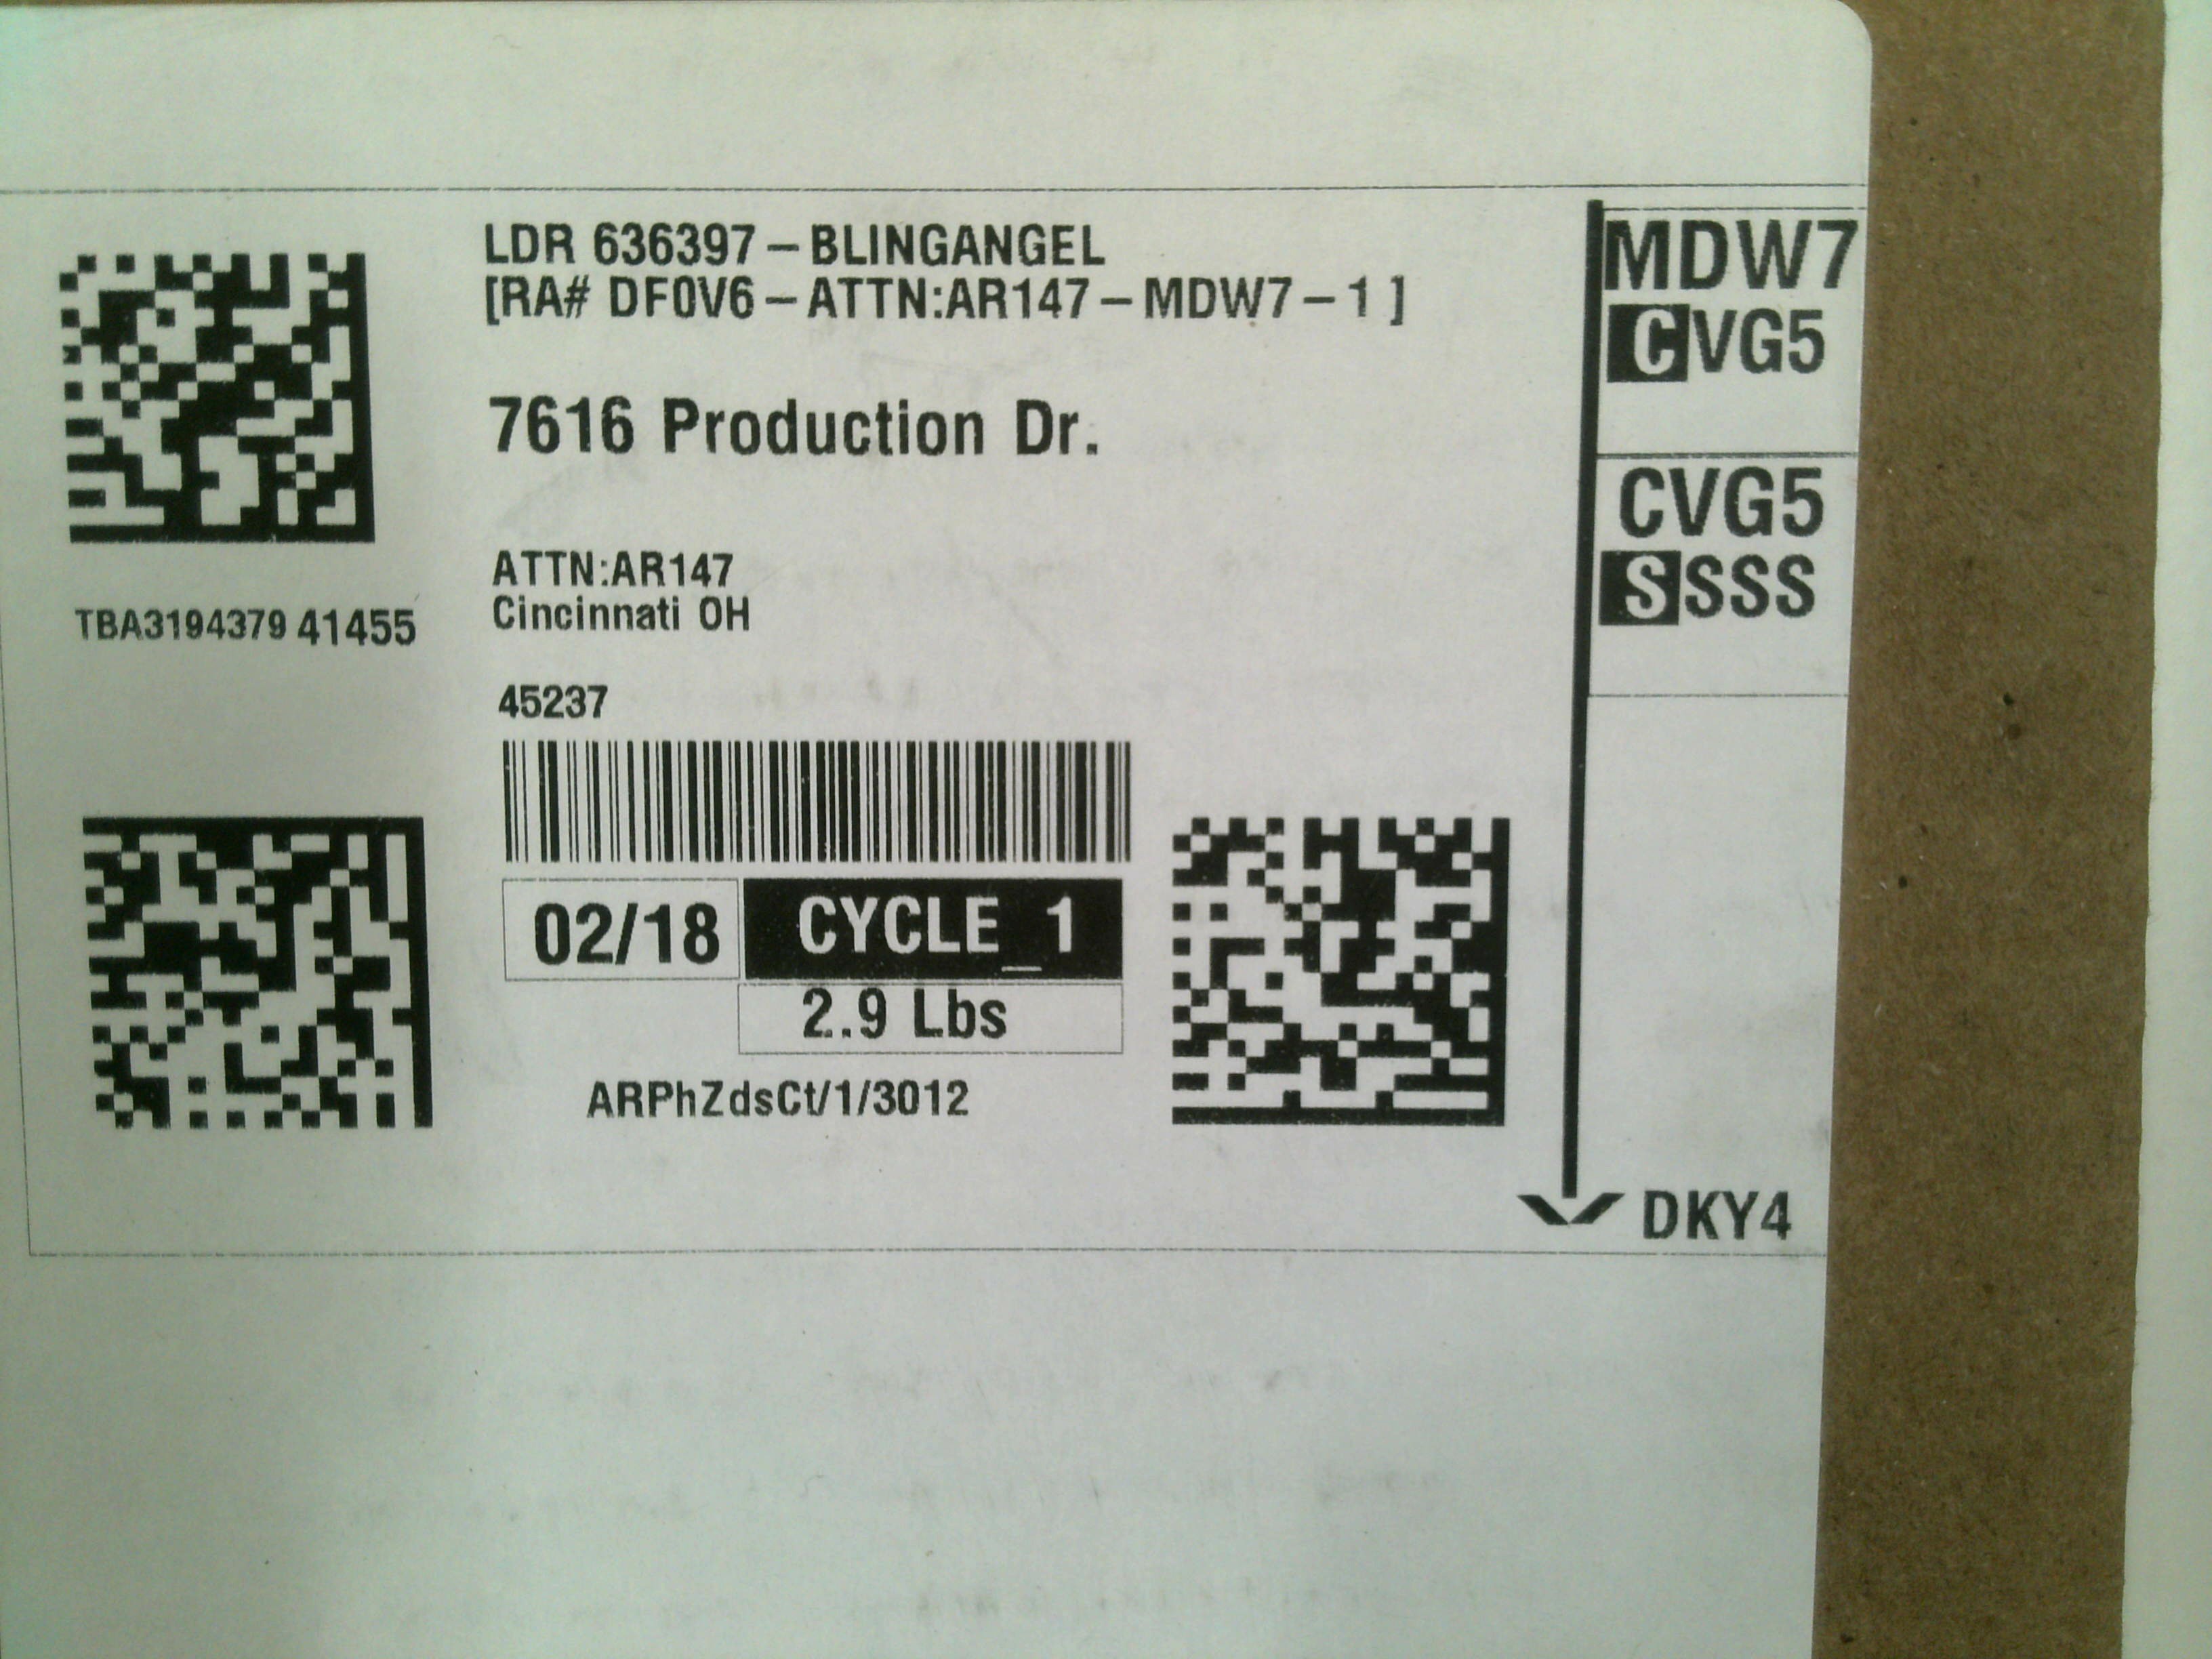 LDR 636397 – BLINGANGEL
[RA# DF0V6 – ATTN:AR147 – MDW7 – 1 ]
7616 Production Dr.
ATTN:AR147
Cincinnati OH
45237
TBA3194379 41455
02/18 CYCLE_1
2.9 Lbs
ARPhZdsCt/1/3012
MDW7
CVG5
CVG5
SSSS
DKY4